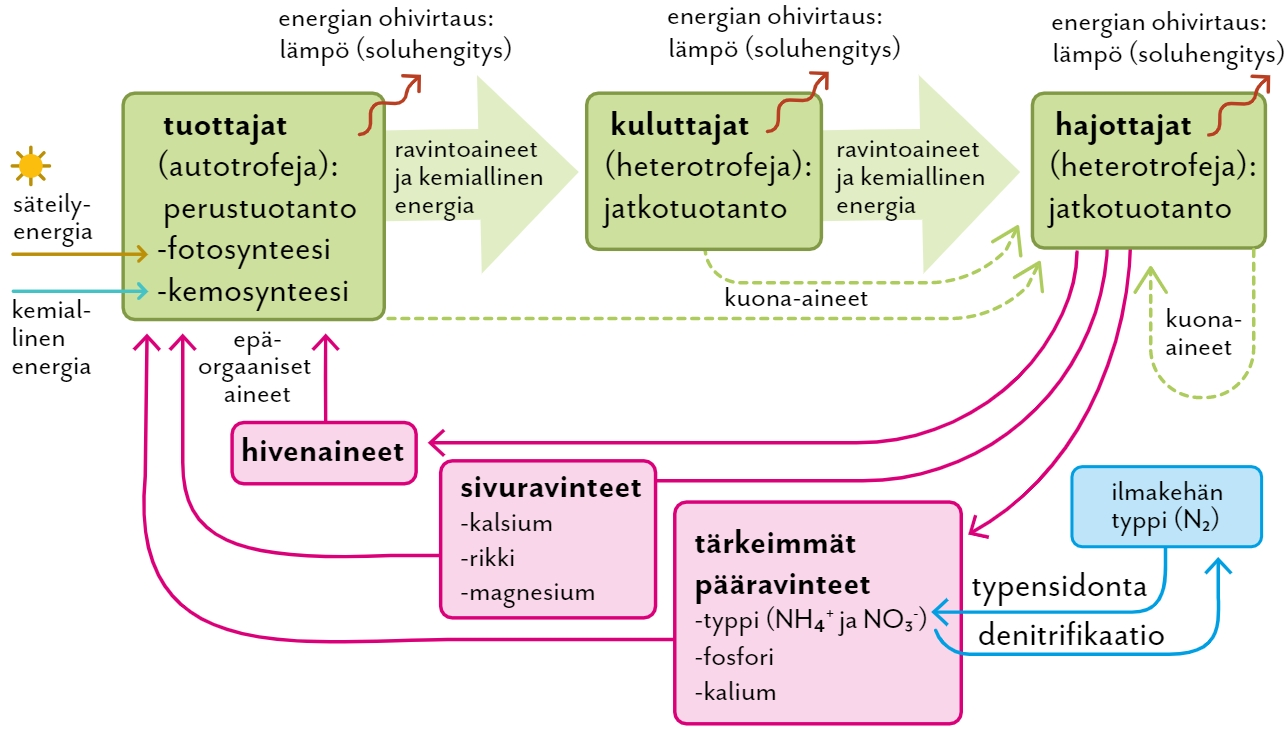 energian ohivirtaus:
lämpö (soluhengitys)
energian ohivirtaus:
lämpö (soluhengitys)
energian ohivirtaus:
lämpö (soluhengitys)
säteily-
energia
kemial-
linen
energia
tuottajat
(autotrofeja):
perustuotanto
-fotosynteesi
-kemosynteesi
ravintoaineet
ja kemiallinen
energia
kuluttajat
(heterotrofeja):
jatkotuotanto
ravintoaineet
ja kemiallinen
energia
hajottajat
(heterotrofeja):
jatkotuotanto
kuona-aineet
kuona-
aineet
epä-
orgaaniset
aineet
hivenaineet
sivuravinteet
-kalsium
-rikki
-magnesium
tärkeimmät
pääravinteet
-typpi (NH₄⁺ ja NO₃⁻)
-fosfori
-kalium
ilmakehän
typpi (N₂)
typensidonta
denitrifikaatio